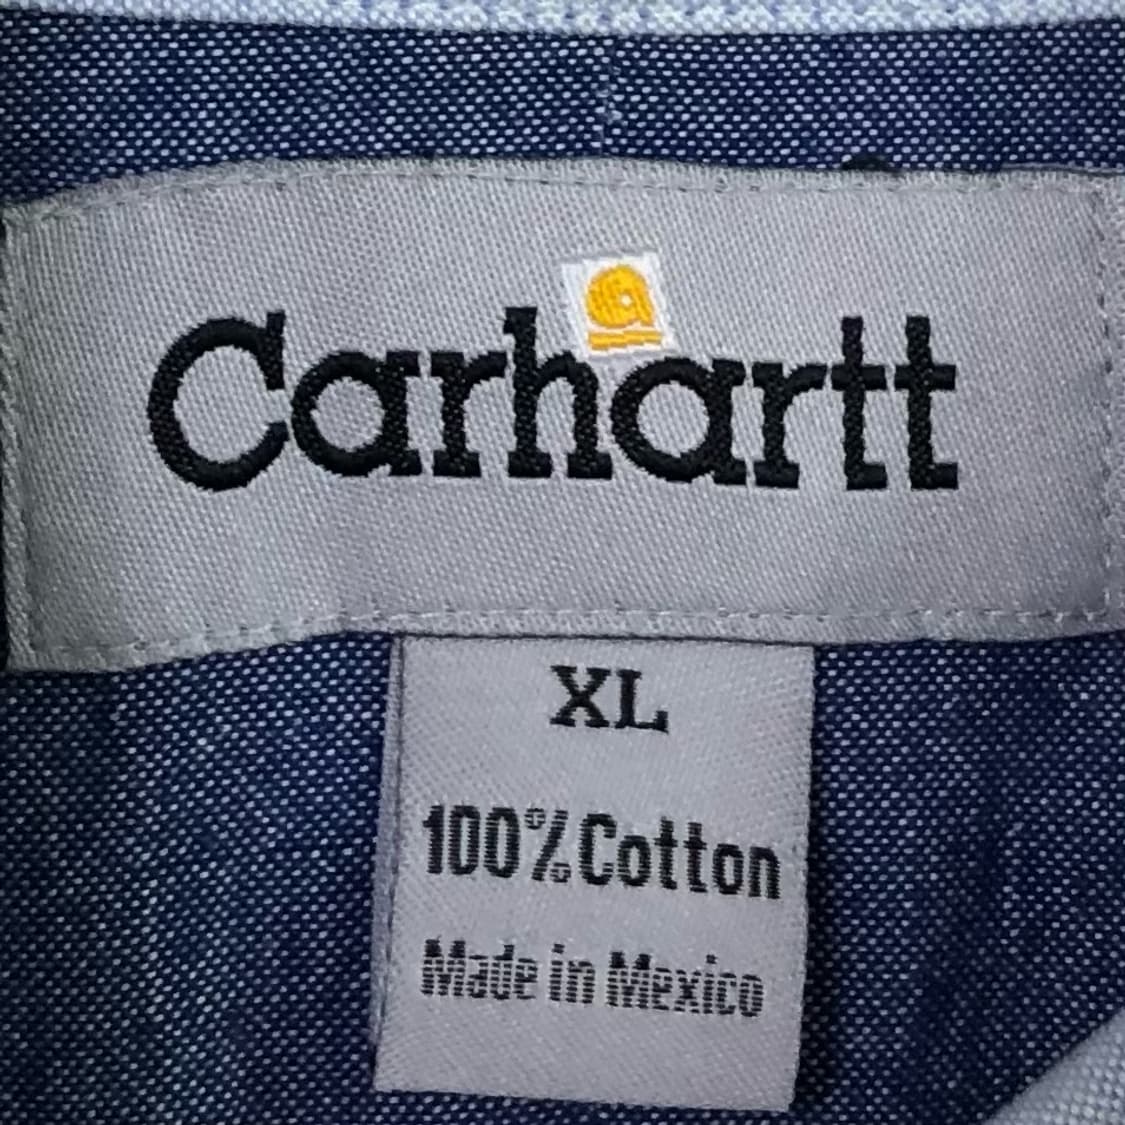 Carhartt
XL
100% Cotton
Made in Mexico